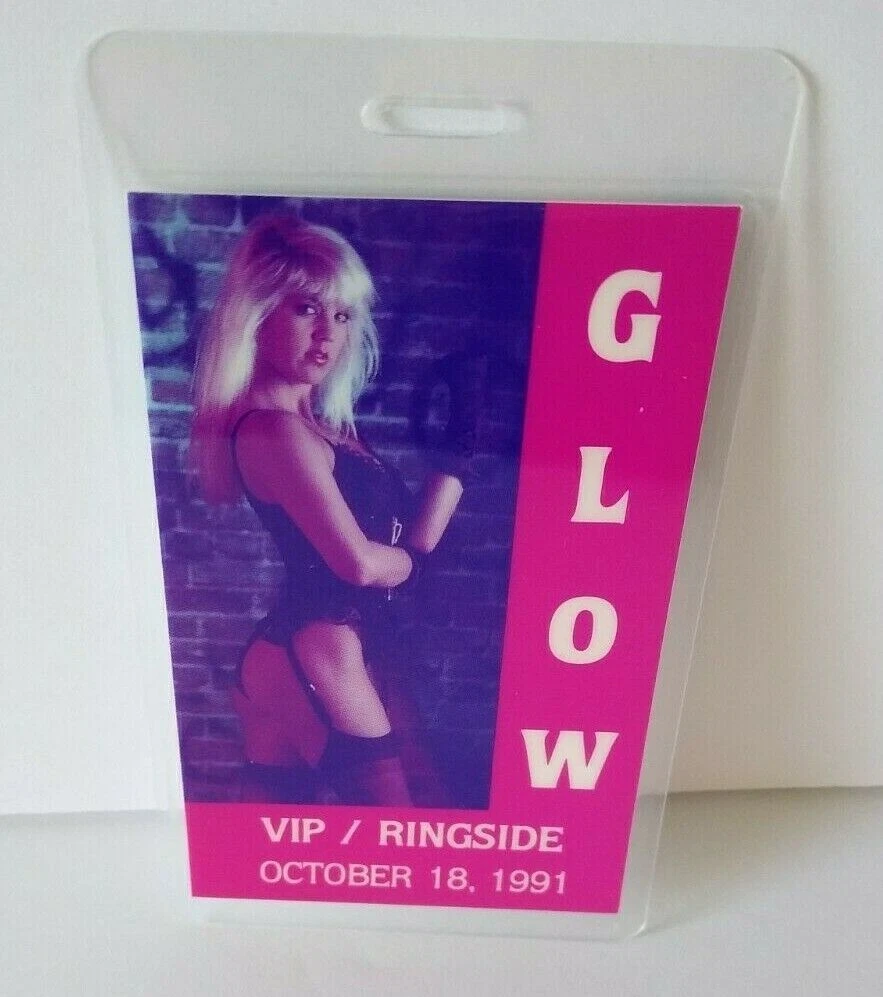 GLOW
VIP / RINGSIDE
OCTOBER 18, 1991